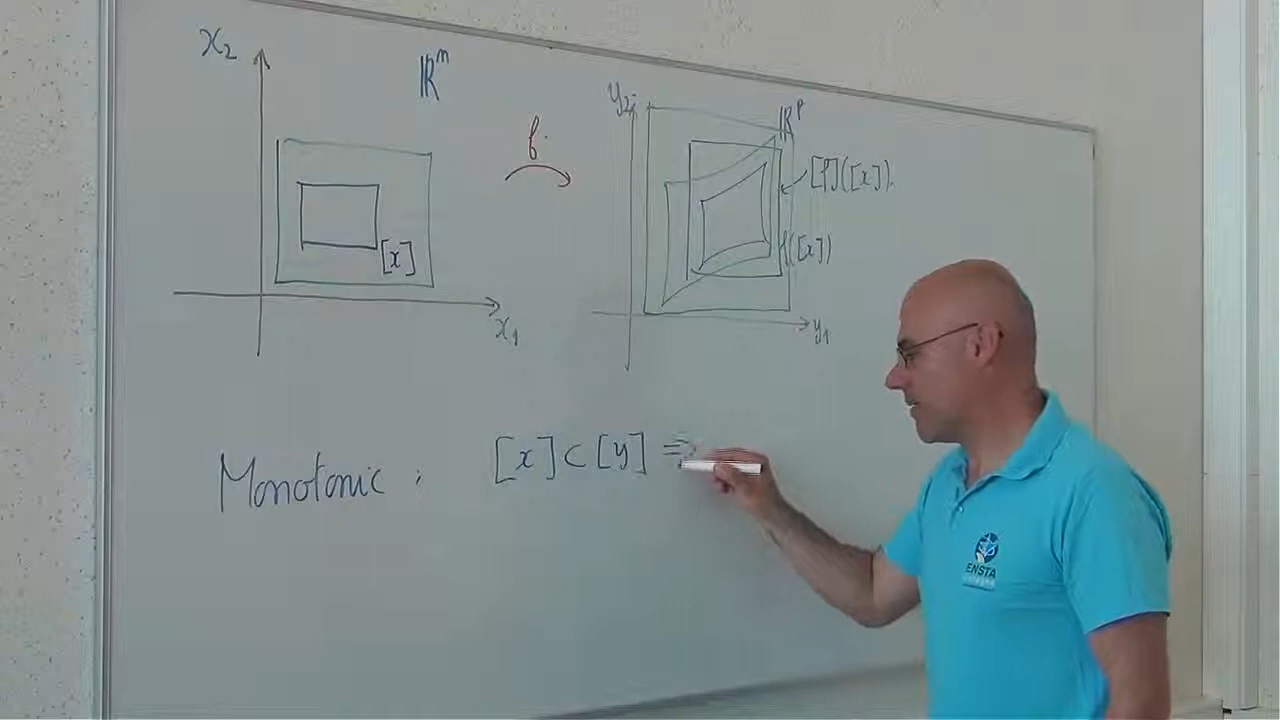 x₂
ℝⁿ
f
y₂
ℝᵖ
[f]([x]).
f([x])
[x]
x₁
y₁
Monotonic : [x] ⊂ [y] ⇒
ENSTA